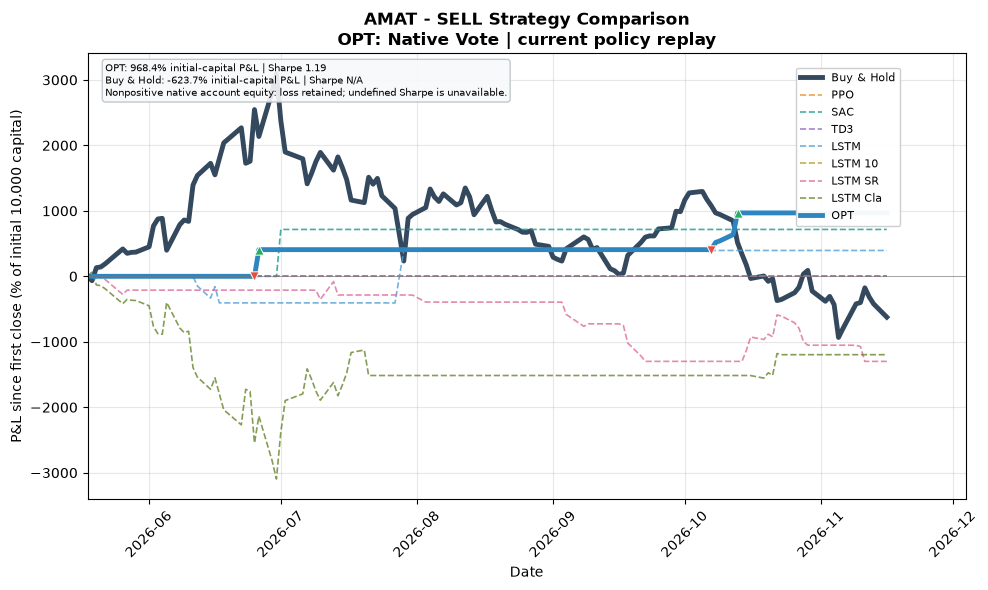 AMAT - SELL Strategy Comparison
OPT: Native Vote | current policy replay
OPT: 968.4% initial-capital P&L | Sharpe 1.19
Buy & Hold: -623.7% initial-capital P&L | Sharpe N/A
Nonpositive native account equity: loss retained; undefined Sharpe is unavailable.
Buy & Hold
PPO
SAC
TD3
LSTM
LSTM 10
LSTM SR
LSTM Cla
OPT
P&L since first close (% of initial 10,000 capital)
3000
2000
1000
0
−1000
−2000
−3000
2026-06
2026-07
2026-08
2026-09
2026-10
2026-11
2026-12
Date